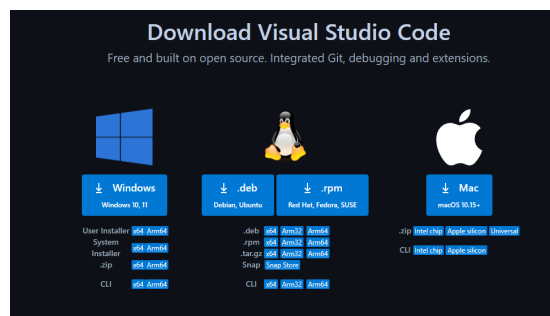 Download Visual Studio Code
Free and built on open source. Integrated Git, debugging and extensions.
Windows
Windows 10, 11
User Installer x64 Arm64
System Installer x64 Arm64
.zip x64 Arm64
CLI x64 Arm64
.deb
Debian, Ubuntu
.rpm
Red Hat, Fedora, SUSE
.deb x64 Arm32 Arm64
.rpm x64 Arm32 Arm64
.tar.gz x64 Arm32 Arm64
Snap Snap Store
CLI x64 Arm32 Arm64
Mac
macOS 10.15+
.zip Intel chip Apple silicon Universal
CLI Intel chip Apple silicon